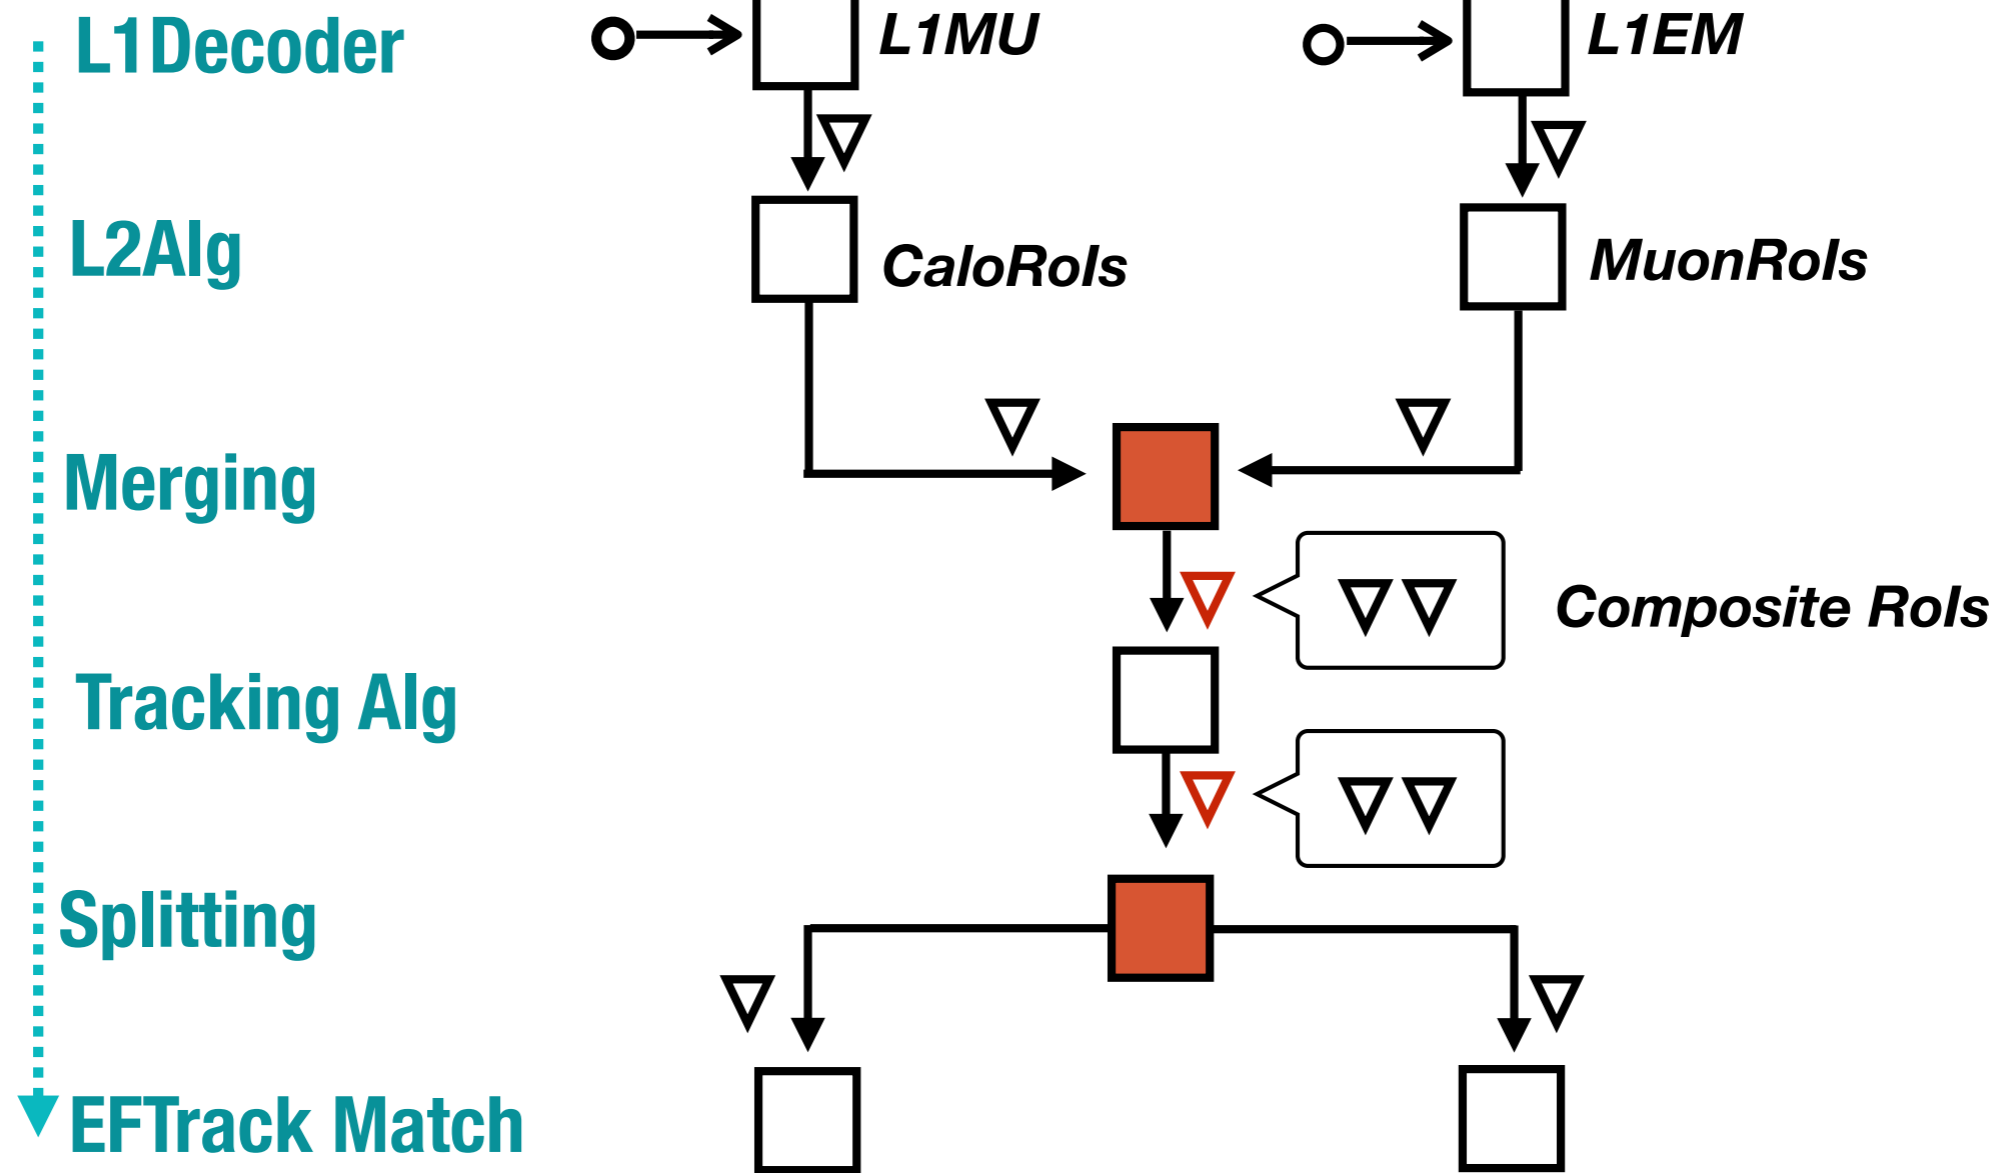 L1Decoder
L1MU
L1EM
L2Alg
CaloRoIs
MuonRoIs
Merging
Composite RoIs
Tracking Alg
Splitting
EFTrack Match